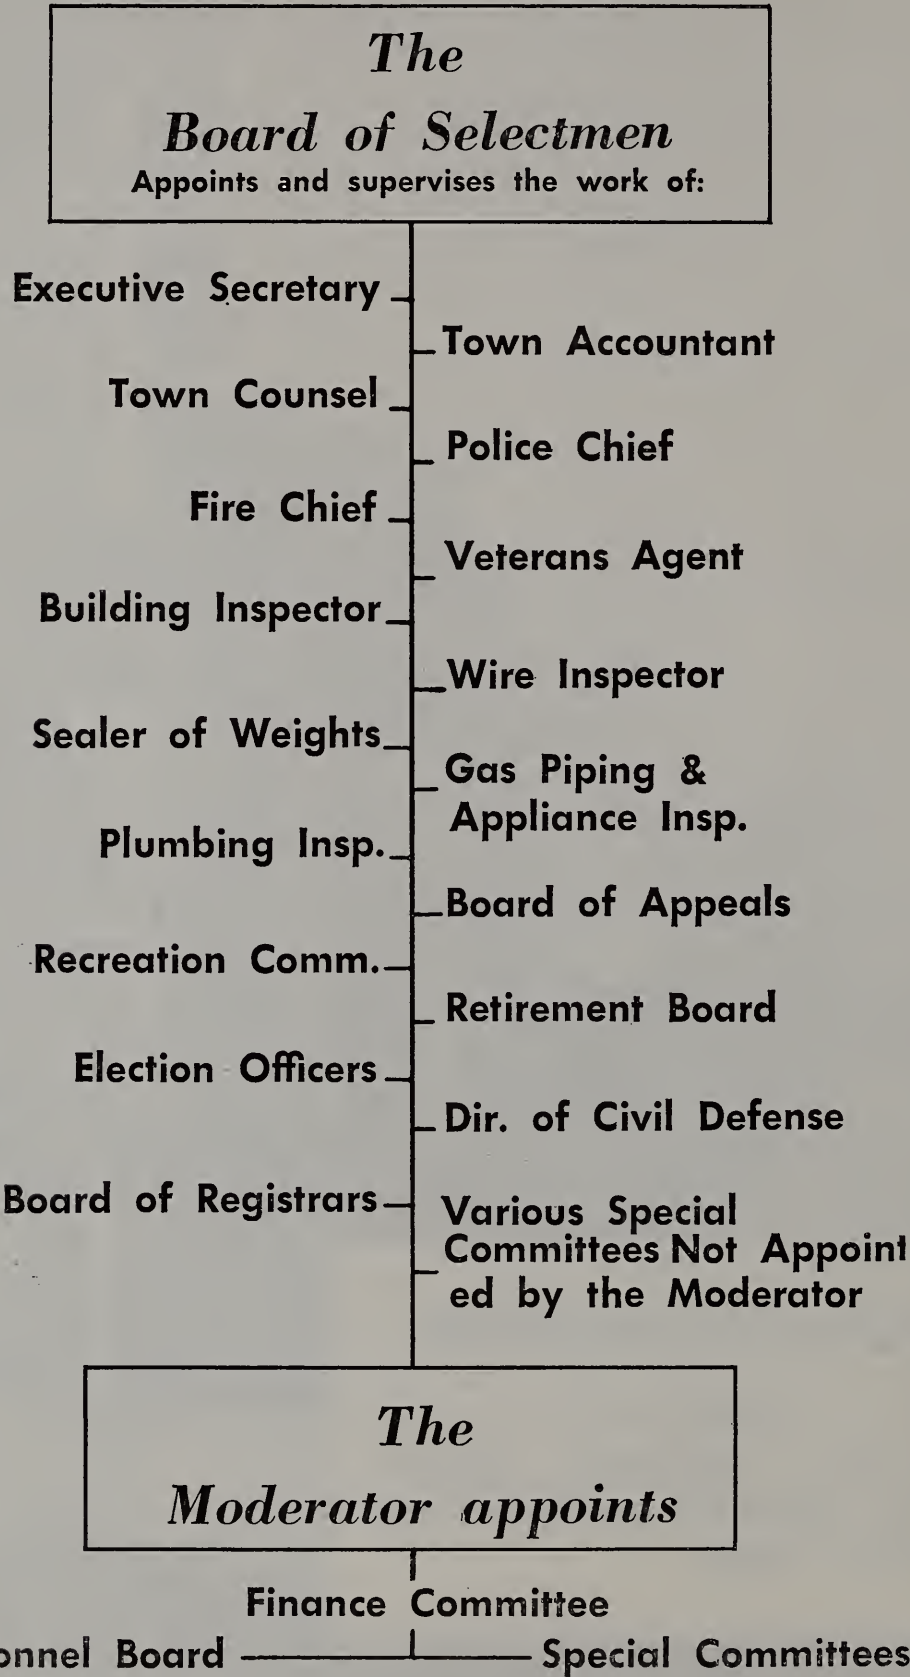 The
Board of Selectmen
Appoints and supervises the work of:
Executive Secretary
Town Accountant
Town Counsel
Police Chief
Fire Chief
Veterans Agent
Building Inspector
Wire Inspector
Sealer of Weights
Gas Piping &
Appliance Insp.
Plumbing Insp.
Board of Appeals
Recreation Comm.
Retirement Board
Election Officers
Dir. of Civil Defense
Board of Registrars
Various Special
Committees Not Appoint
ed by the Moderator
The
Moderator appoints
Finance Committee
onnel Board Special Committees